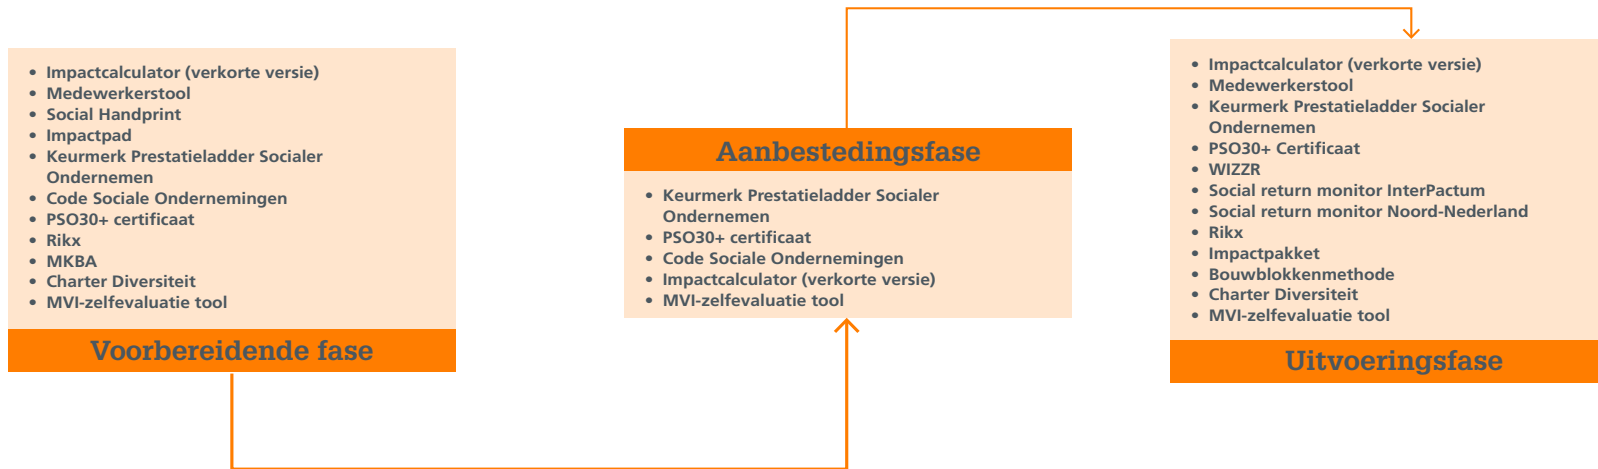 • Impactcalculator (verkorte versie)
• Medewerkerstool
• Social Handprint
• Impactpad
• Keurmerk Prestatieladder Socialer
Ondernemen
• Code Sociale Ondernemingen
• PSO30+ certificaat
• Rikx
• MKBA
• Charter Diversiteit
• MVI-zelfevaluatie tool
Voorbereidende fase
Aanbestedingsfase
• Keurmerk Prestatieladder Socialer
Ondernemen
• PSO30+ certificaat
• Code Sociale Ondernemingen
• Impactcalculator (verkorte versie)
• MVI-zelfevaluatie tool
• Impactcalculator (verkorte versie)
• Medewerkerstool
• Keurmerk Prestatieladder Socialer
Ondernemen
• PSO30+ Certificaat
• WIZZR
• Social return monitor InterPactum
• Social return monitor Noord-Nederland
• Rikx
• Impactpakket
• Bouwblokkenmethode
• Charter Diversiteit
• MVI-zelfevaluatie tool
Uitvoeringsfase